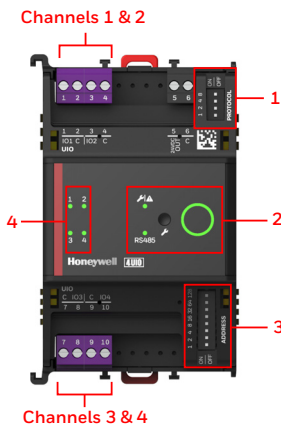 Channels 1 & 2
1 2 3 4
5 6
1 2 4 8
ON
OFF
PROTOCOL
1
1 2 3 4
IO1 C IO2 C
UIO
5 6
24VDC OUT C
1 2
3 4
4
RS485
2
Honeywell 4UIO
UIO
C IO3 C IO4
7 8 9 10
1 2 4 8 16 32 64 128
ON
OFF
ADDRESS
3
7 8 9 10
Channels 3 & 4